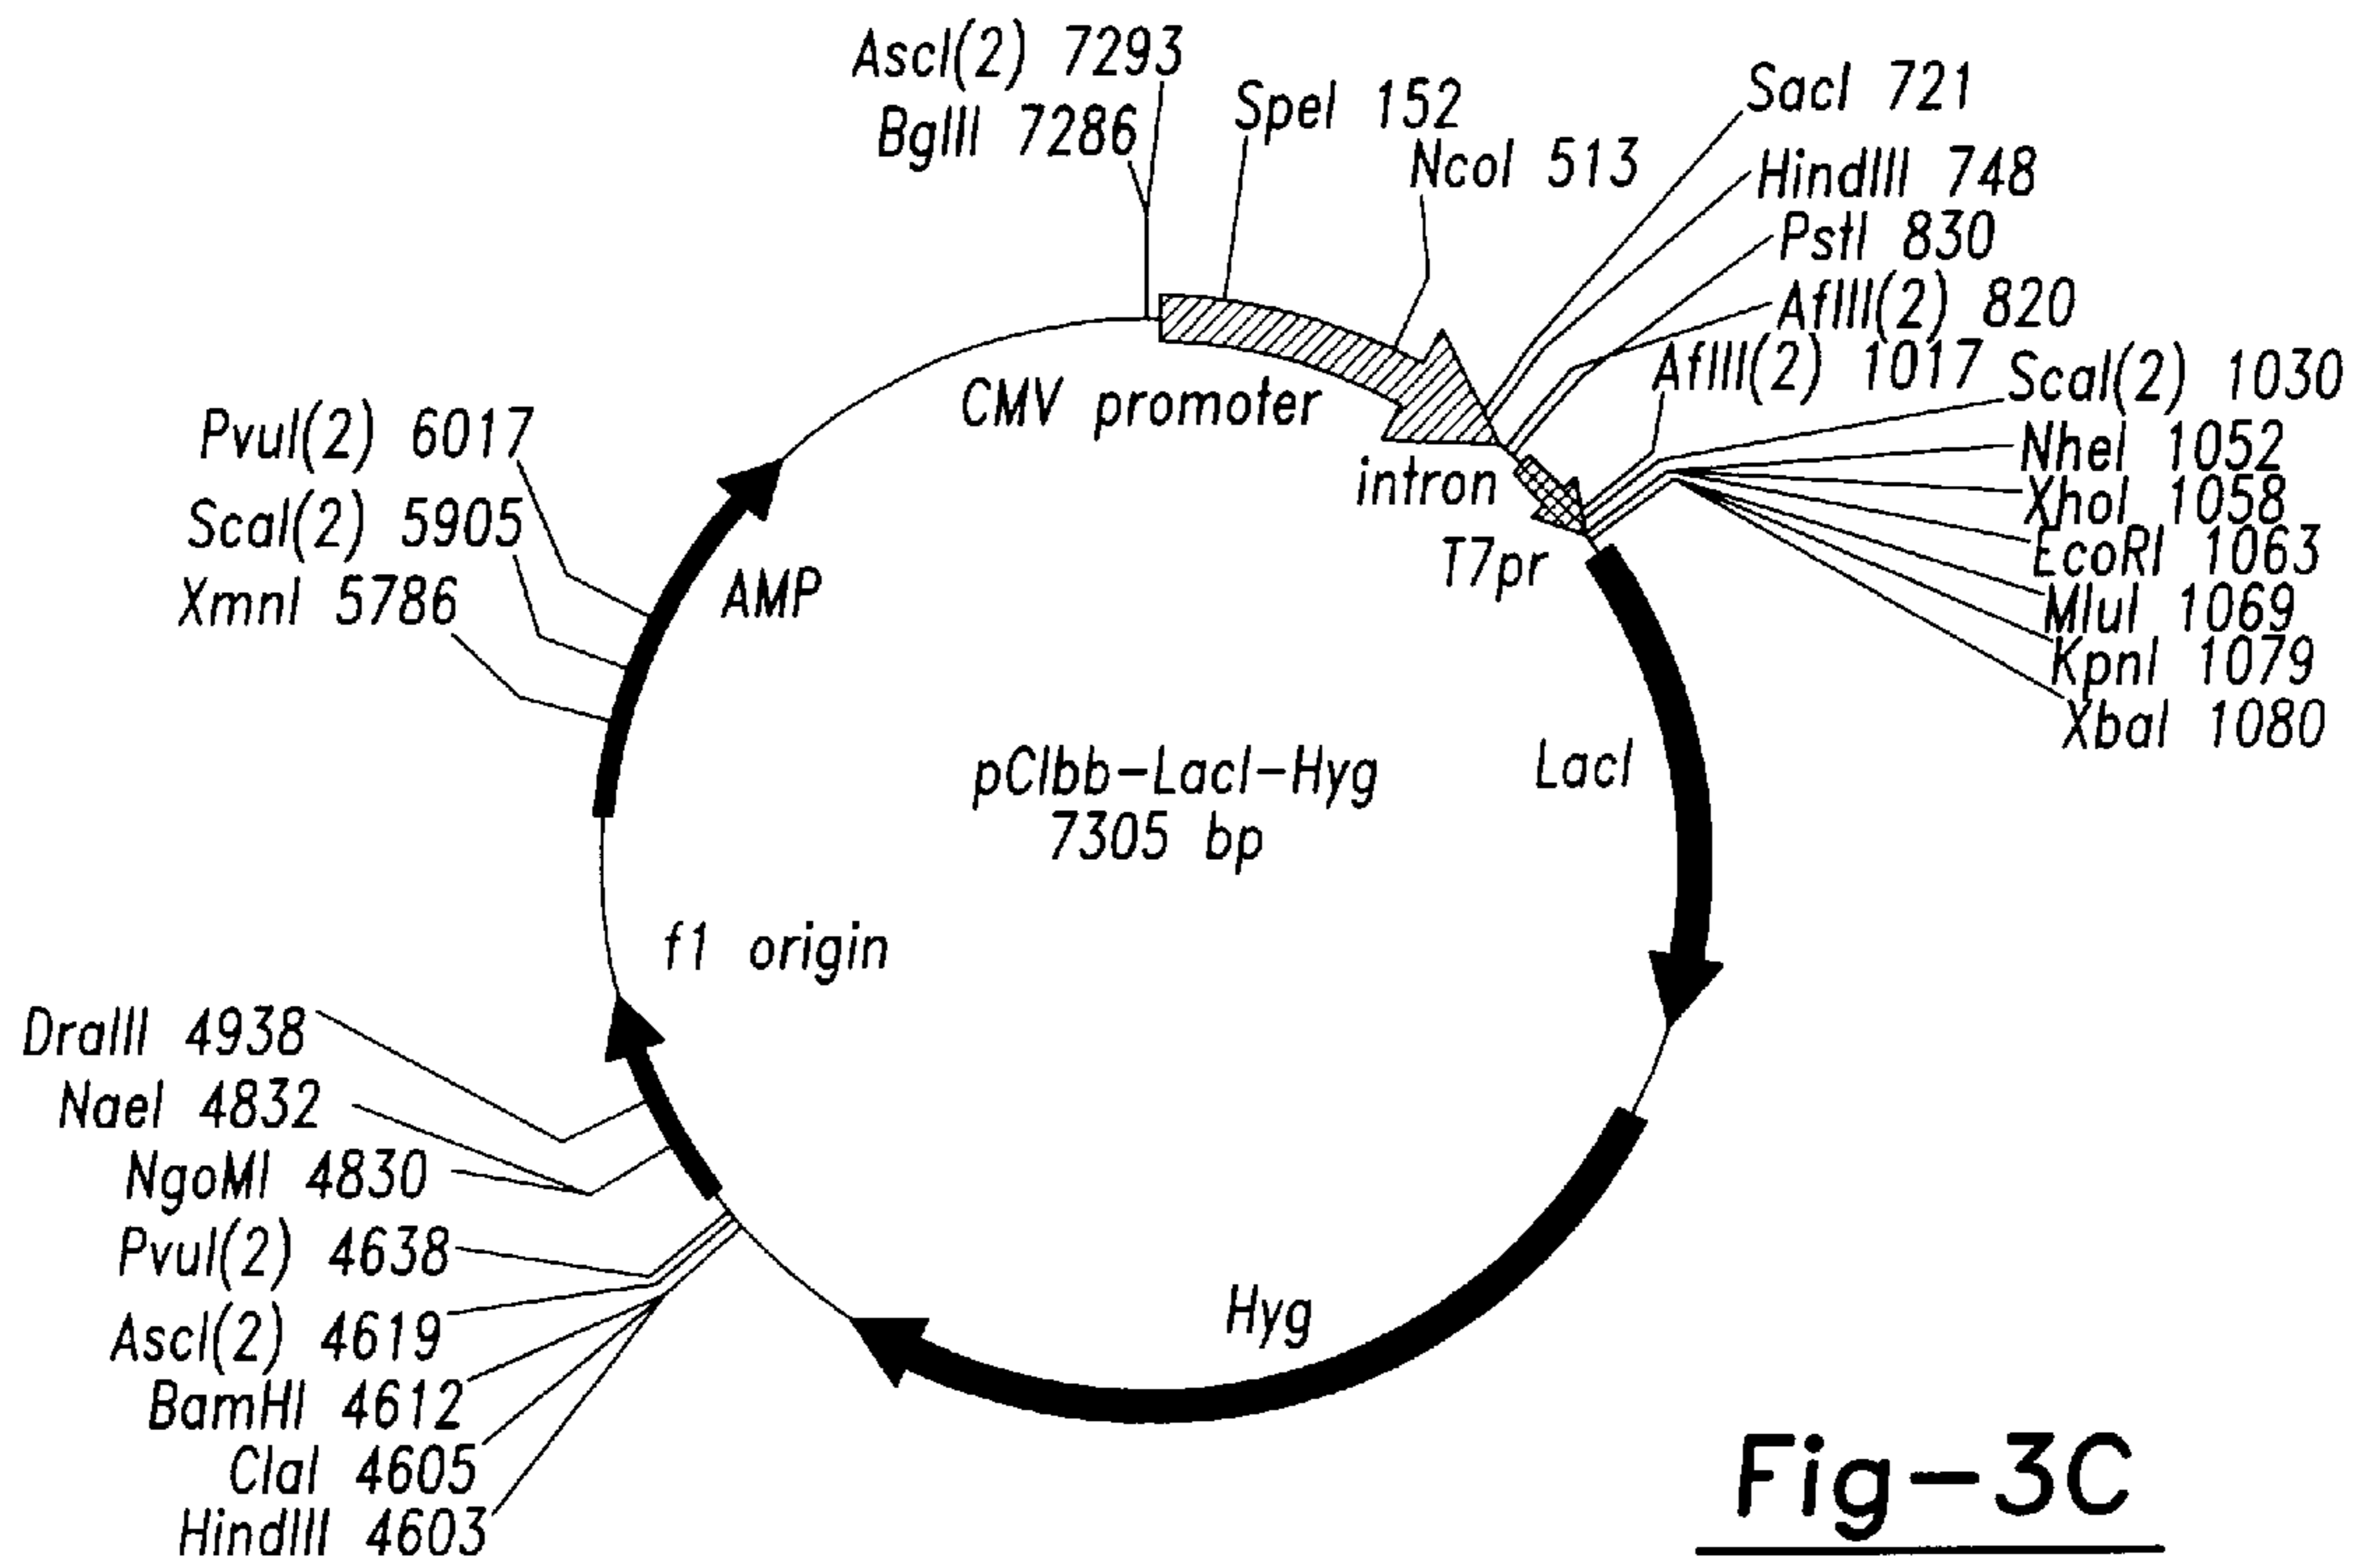 AscI(2) 7293
BglII 7286
SpeI 152
NcoI 513
SacI 721
HindIII 748
PstI 830
AflII(2) 820
AflII(2) 1017
ScaI(2) 1030
NheI 1052
XhoI 1058
EcoRI 1063
MluI 1069
KpnI 1079
XbaI 1080
CMV promoter
intron
T7pr
PvuI(2) 6017
ScaI(2) 5905
XmnI 5786
AMP
LacI
pCIbb-LacI-Hyg
7305 bp
f1 origin
DraIII 4938
NaeI 4832
NgoMI 4830
PvuI(2) 4638
AscI(2) 4619
BamHI 4612
ClaI 4605
HindIII 4603
Hyg
Fig-3C